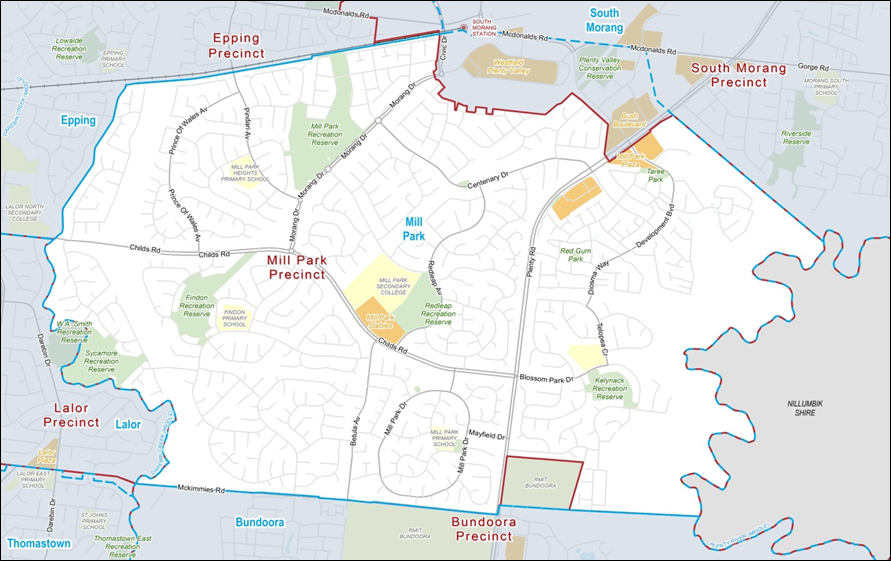 Mcdonalds Rd
SOUTH
MORANG
STATION
Civic Dr
South
Morang
Mcdonalds Rd
Mcdonalds Rd
Lowalde
Recreation
Reserve
EPPING
PRIMARY
SCHOOL
Epping
Precinct
Westfield
Plenty Valley
Plenty Valley
Conservation
Reserve
Gorge Rd
South Morang
Precinct
MORANG SOUTH
PRIMARY
SCHOOL
Epping
Prince Of Wales Av
Pindari Av
Morang Dr
Mill Park
Recreation
Reserve
Morang Dr
Bush
Boulevard
Riverside
Reserve
MILL PARK
HEIGHTS
PRIMARY SCHOOL
Morang Dr
Centenary Dr
Mill Park
Plaza
Taree
Park
LALOR NORTH
SECONDARY
COLLEGE
Prince Of Wales Av
Morang Dr
Mill
Park
Development Bvd
Plenty Rd
Red Gum
Park
Childs Rd
Childs Rd
Mill Park
Precinct
MILL PARK
SECONDARY
COLLEGE
Redleap Av
Diosma Way
Findon
Recreation
Reserve
FINDON
PRIMARY
SCHOOL
Mill Park
Stables
Redleap
Recreation
Reserve
W.A. Smith
Recreation
Reserve
Telopea Cr
Darebin Dr
Sycamore
Recreation
Reserve
Childs Rd
Blossom Park Dr
Kelynack
Recreation
Reserve
NILLUMBIK
SHIRE
Lalor
Precinct
Lalor
Betula Av
Mill Park Dr
MILL PARK
PRIMARY
SCHOOL
Mayfield Dr
Mill Park Dr
Lalor
Plaza
LALOR EAST
PRIMARY
SCHOOL
Mckimmies Rd
RMIT
BUNDOORA
Darebin Dr
ST JOHNS
PRIMARY
SCHOOL
Bundoora
RMIT
BUNDOORA
Bundoora
Precinct
Thomastown
Thomastown East
Recreation
Reserve
PLENTY RIVER (MIDDLE)